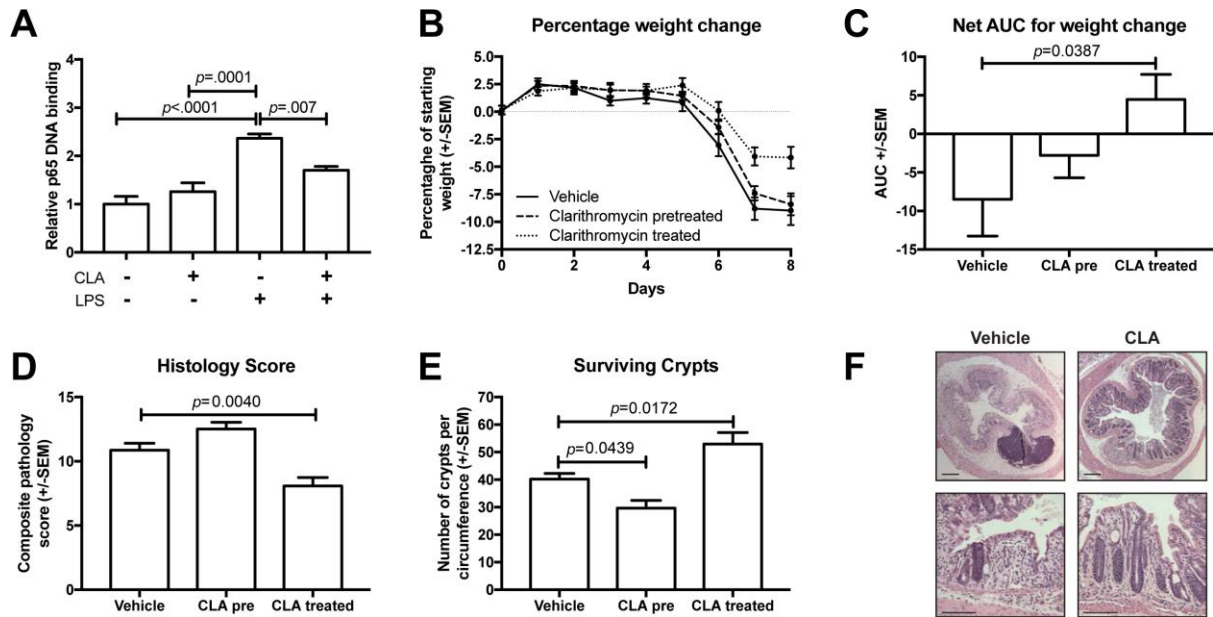 A
4
3
2
1
0
Relative p65 DNA binding
p=.0001
p<.0001
p=.007
CLA - + - +
LPS - - + +
B
Percentage weight change
5.0
2.5
0.0
-2.5
-5.0
-7.5
-10.0
-12.5
Percentaghe of starting
weight (+/-SEM)
Vehicle
Clarithromycin pretreated
Clarithromycin treated
0 2 4 6 8
Days
C
Net AUC for weight change
p=0.0387
10
5
0
-5
-10
-15
AUC +/-SEM
Vehicle CLA pre CLA treated
D
Histology Score
p=0.0040
15
10
5
0
Composite pathology
score (+/-SEM)
Vehicle CLA pre CLA treated
E
Surviving Crypts
p=0.0172
p=0.0439
70
60
50
40
30
20
10
0
Number of crypts per
circumference (+/-SEM)
Vehicle CLA pre CLA treated
F
Vehicle CLA